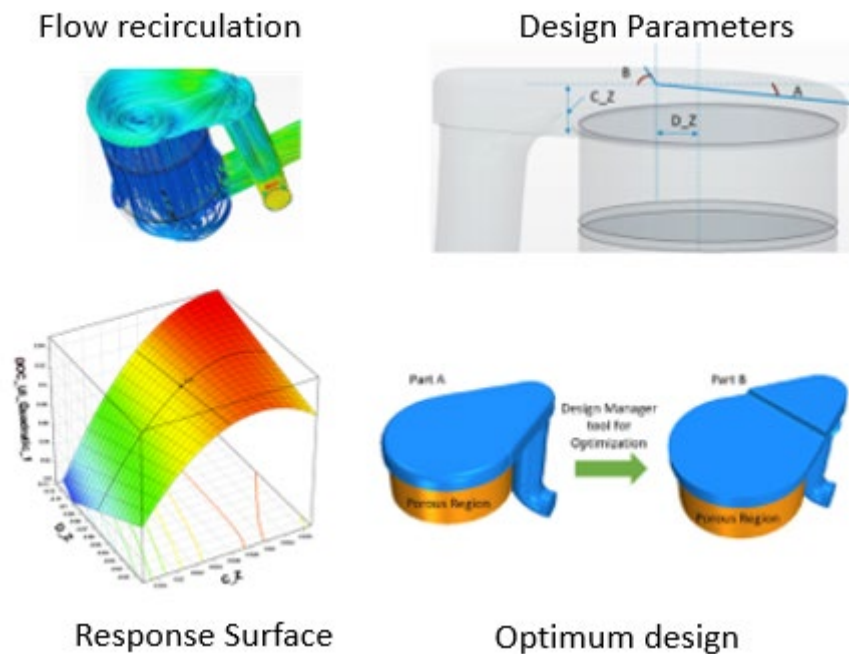 Flow recirculation
Design Parameters
B
A
C_Z
D_Z
DOC_UI_Quadratic_1
D_Z
C_Z
Part A
Part B
Design Manager
tool for
Optimization
Porous Region
Porous Region
Response Surface
Optimum design